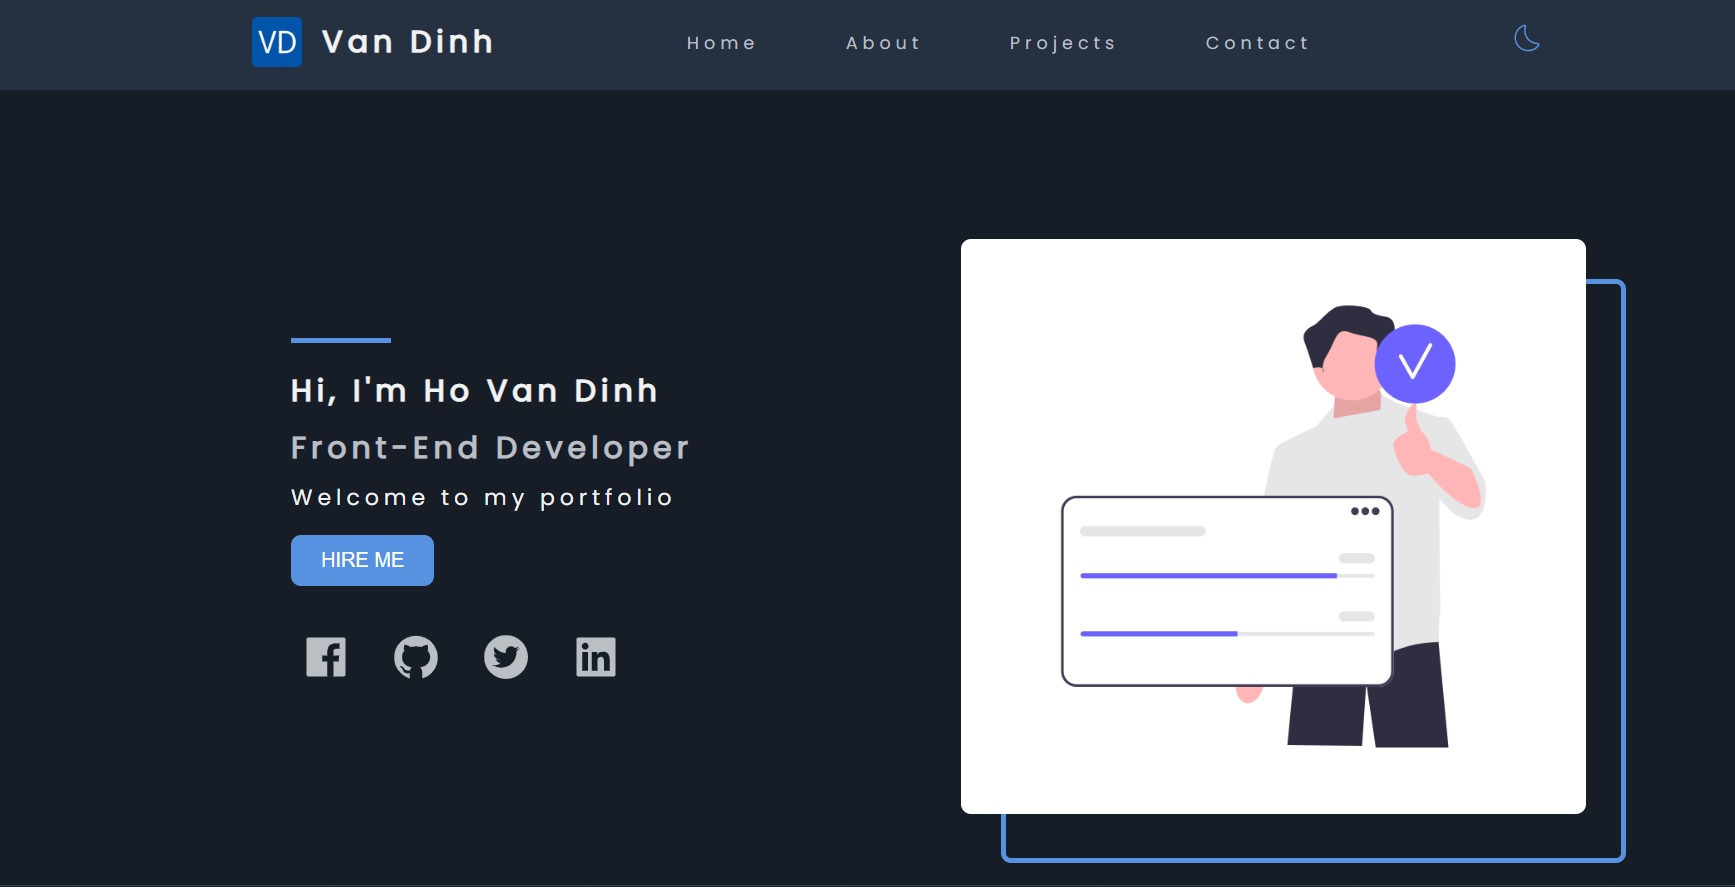 VD Van Dinh Home About Projects Contact
Hi, I'm Ho Van Dinh
Front-End Developer
Welcome to my portfolio
HIRE ME